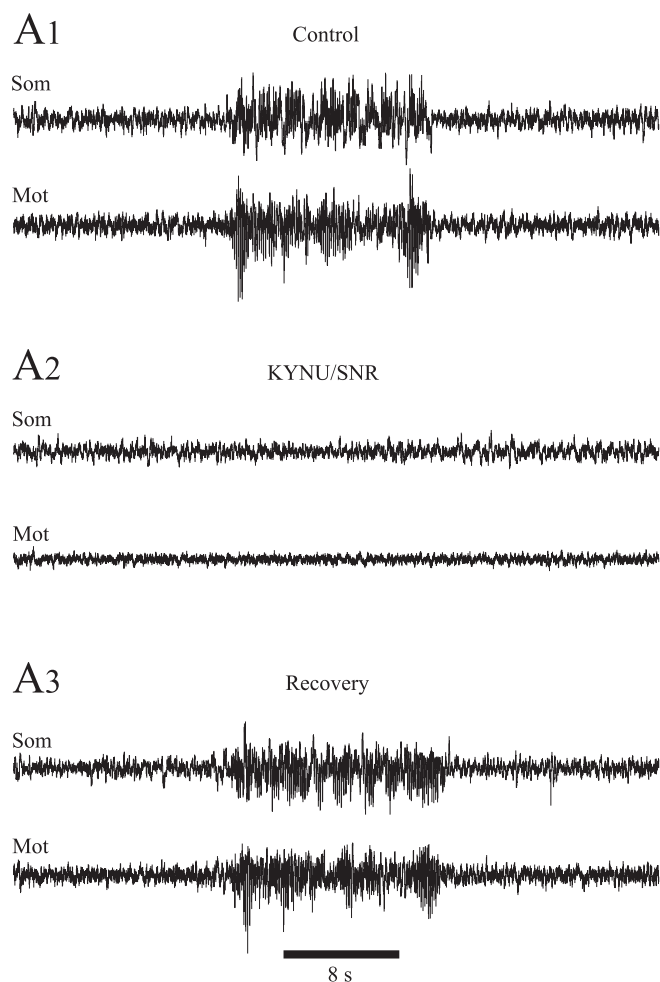 A1
Control
Som
Mot
A2
KYNU/SNR
Som
Mot
A3
Recovery
Som
Mot
8 s